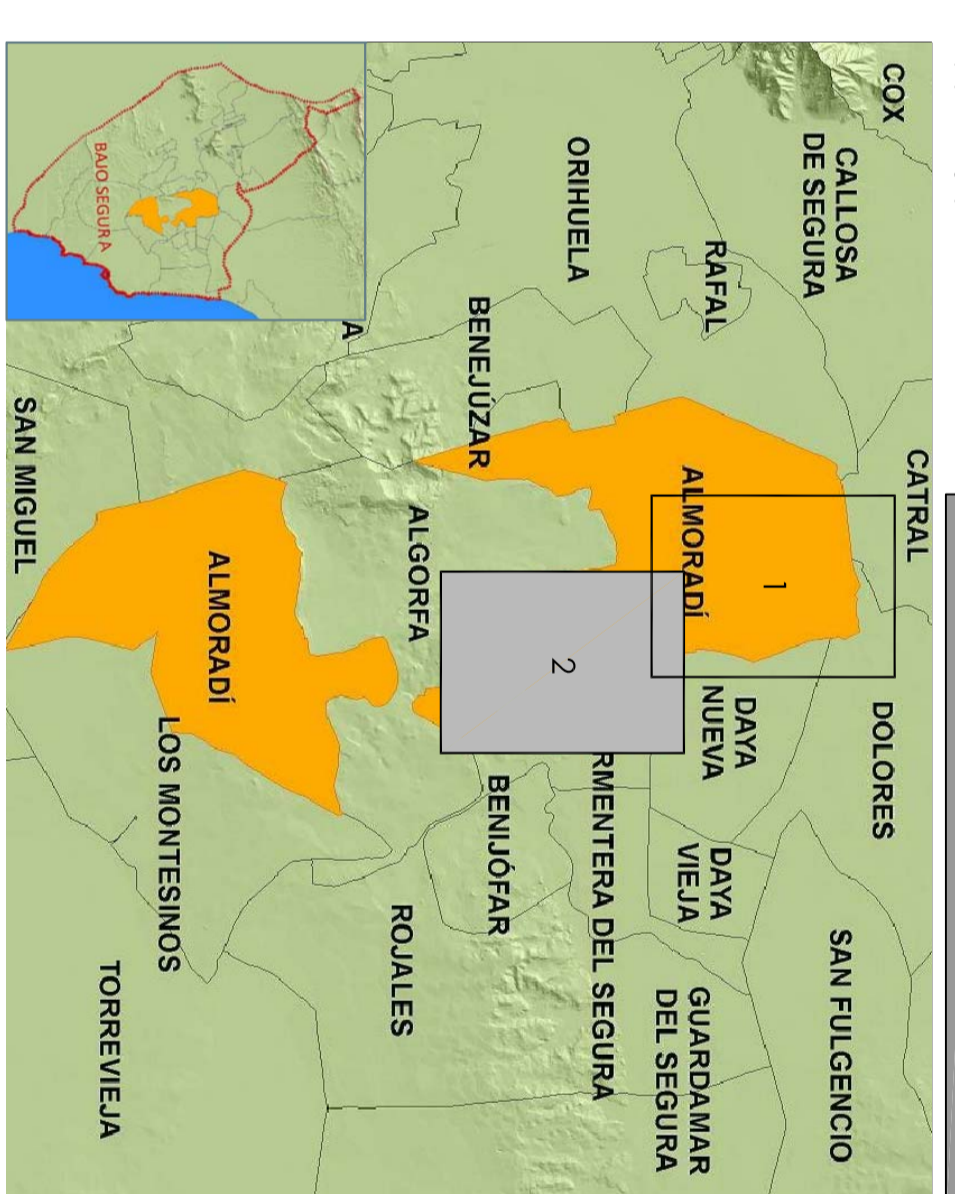 COX
CALLOSA
DE SEGURA
CATRAL
DOLORES
SAN FULGENCIO
RAFAL
ORIHUELA
ALMORADÍ
1
DAYA
NUEVA
DAYA
VIEJA
GUARDAMAR
DEL SEGURA
BENEJÚZAR
2
RMENTERA DEL SEGURA
ALGORFA
BENIJÓFAR
ROJALES
A
ALMORADÍ
LOS MONTESINOS
TORREVIEJA
SAN MIGUEL
BAJO SEGURA